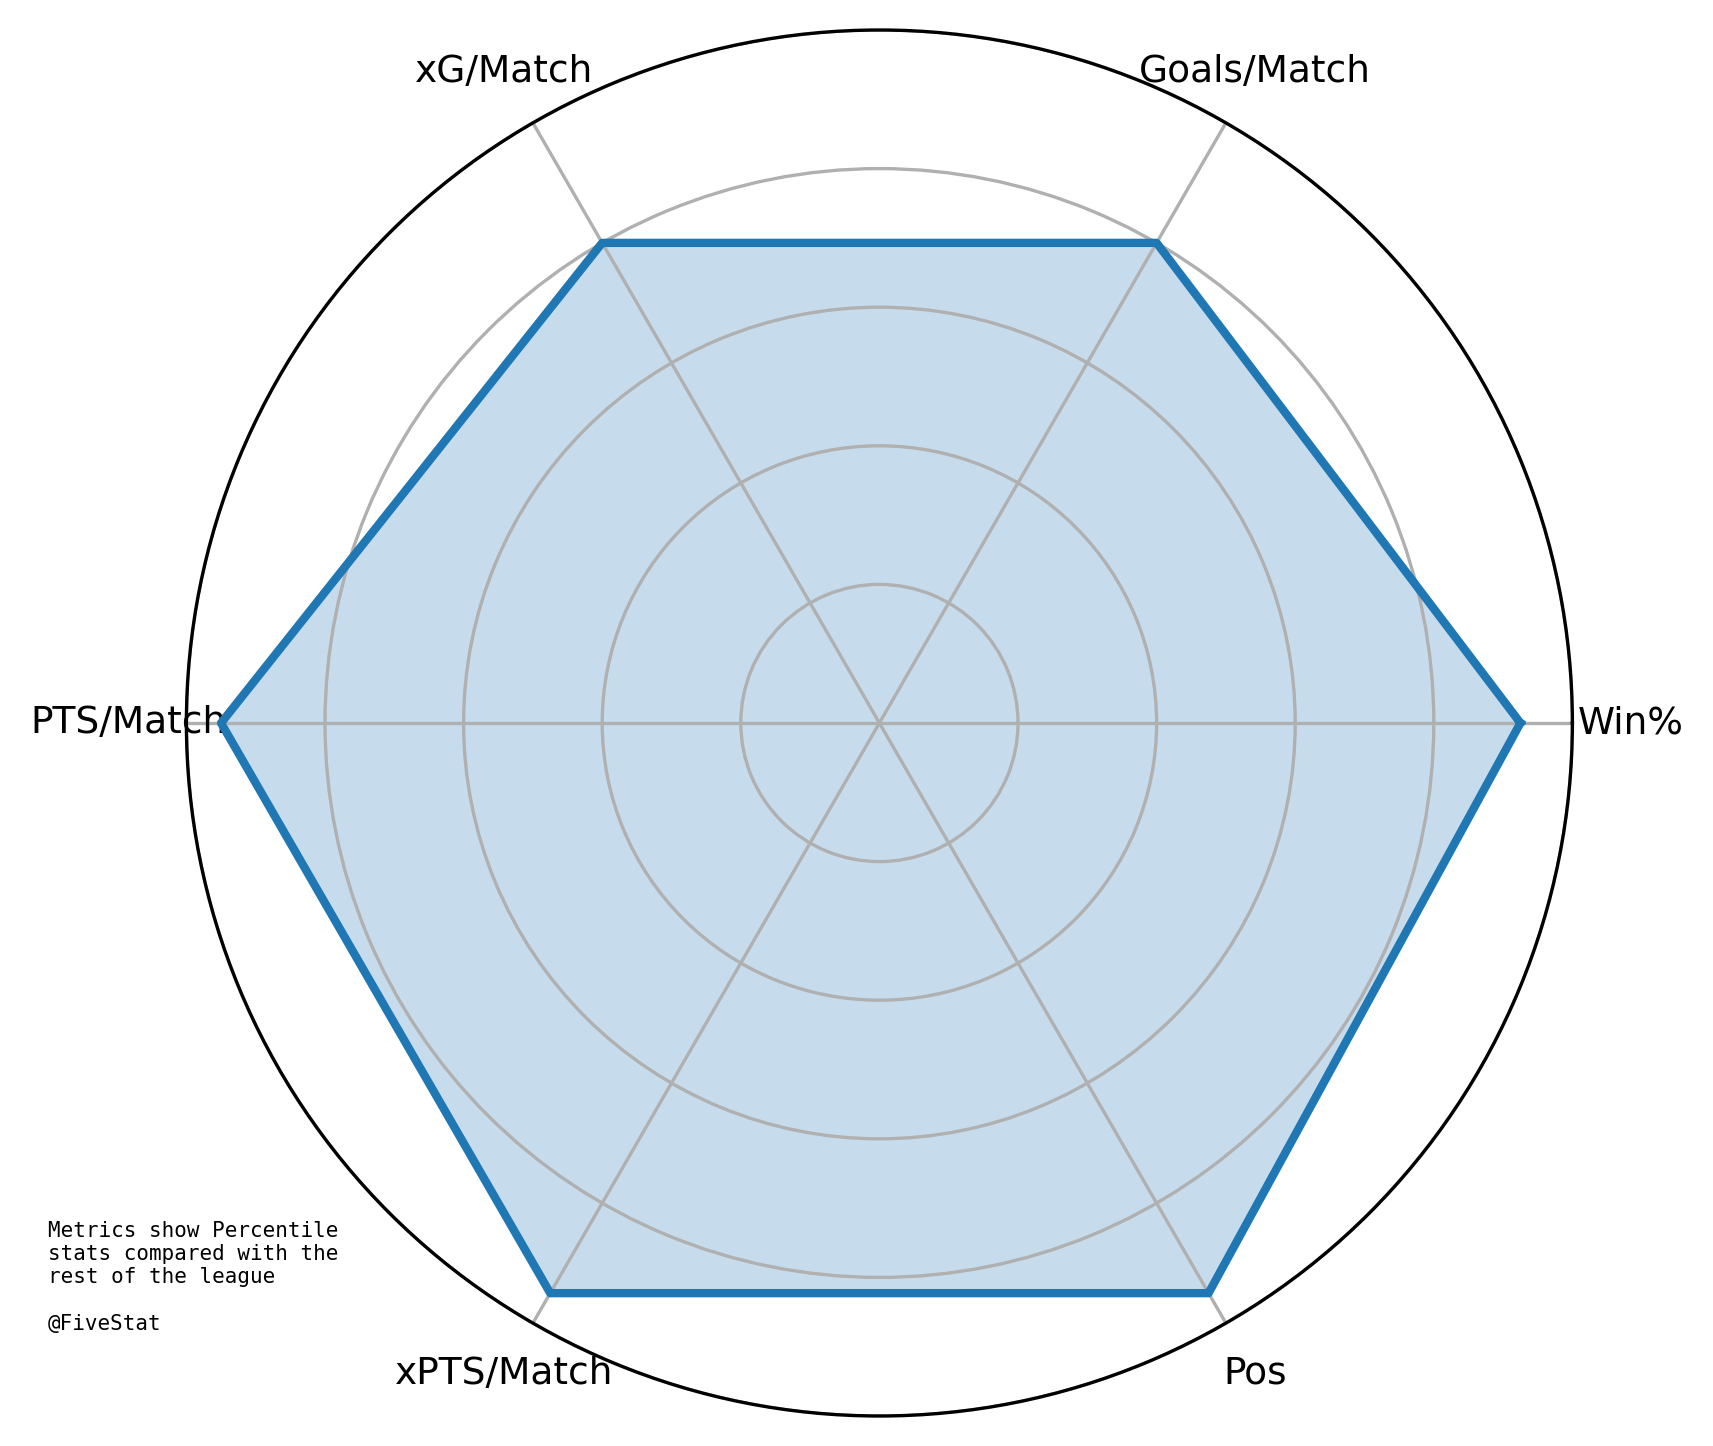 xG/Match
Goals/Match
PTS/Match
Win%
Metrics show Percentile
stats compared with the
rest of the league
@FiveStat
xPTS/Match
Pos